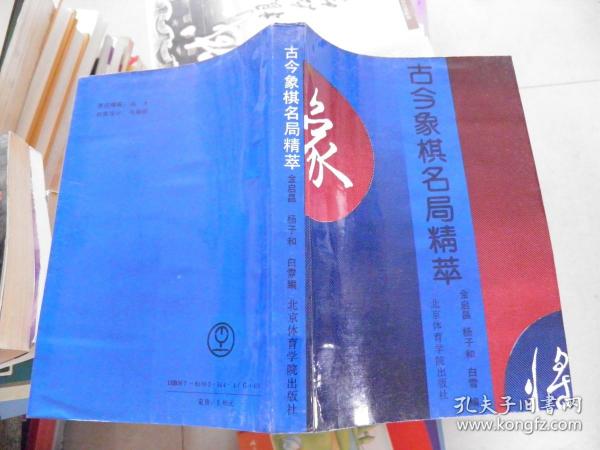 古今象棋名局精萃
金启昌 杨子和 白雪
北京体育学院出版社
象
将
古今象棋名局精萃
金启昌 杨子和 白雪编
北京体育学院出版社
孔夫子旧书网
www.kongfz.com